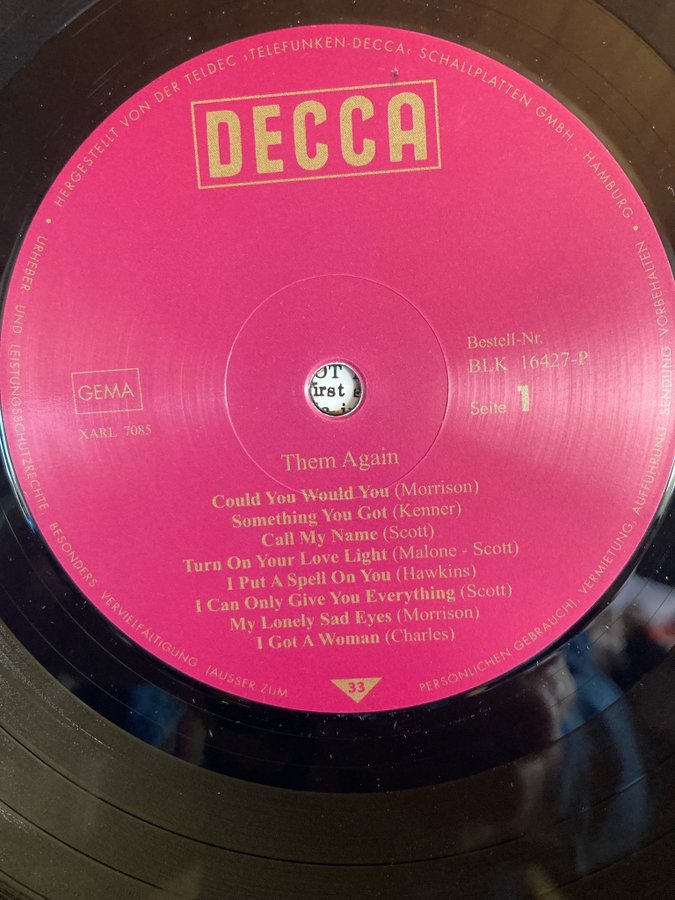 HERGESTELLT VON DER TELDEC ›TELEFUNKEN-DECCA‹ SCHALLPLATTEN GMBH · HAMBURG •
URHEBER UND LEISTUNGSSCHUTZRECHTE, BESONDERS VERVIELFÄLTIGUNG (AUSSER ZUM PERSÖNLICHEN GEBRAUCH), VERMIETUNG, AUFFÜHRUNG, SENDUNG VORBEHALTEN •
DECCA
Bestell-Nr.
BLK 16427-P
Seite 1
GEMA
XARL 7085
OT
first
Them Again
Could You Would You (Morrison)
Something You Got (Kenner)
Call My Name (Scott)
Turn On Your Love Light (Malone - Scott)
I Put A Spell On You (Hawkins)
I Can Only Give You Everything (Scott)
My Lonely Sad Eyes (Morrison)
I Got A Woman (Charles)
33